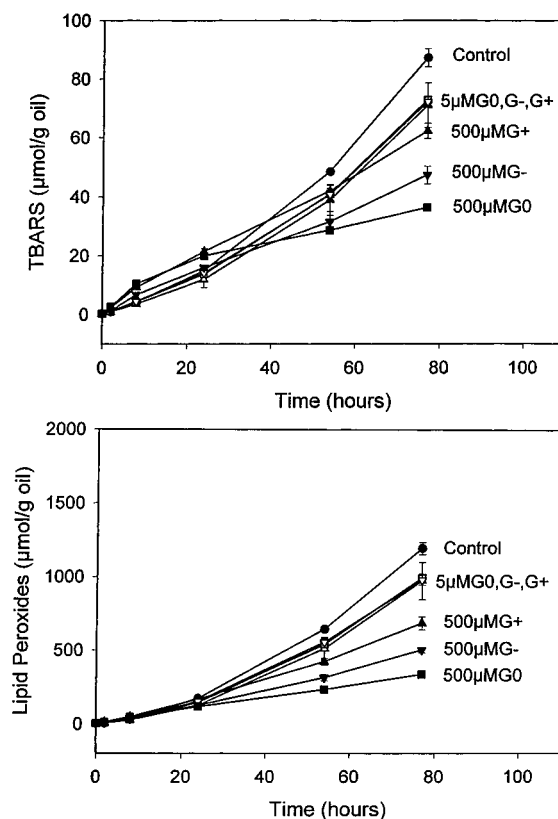 100
80
60
40
20
0
TBARS (µmol/g oil)
Control
5µMG0,G-,G+
500µMG+
500µMG-
500µMG0
0 20 40 60 80 100
Time (hours)
2000
1500
1000
500
0
Lipid Peroxides (µmol/g oil)
Control
5µMG0,G-,G+
500µMG+
500µMG-
500µMG0
0 20 40 60 80 100
Time (hours)